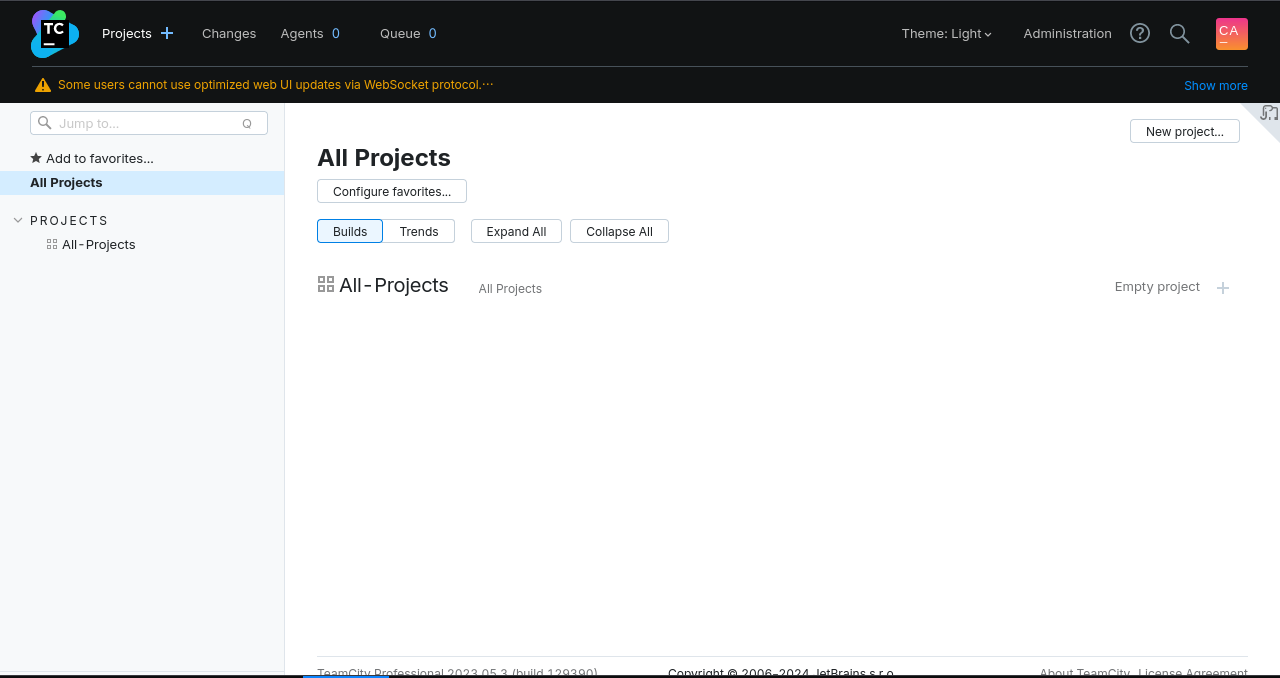 TC
Projects
Changes
Agents 0
Queue 0
Theme: Light
Administration
CA
Some users cannot use optimized web UI updates via WebSocket protocol.···
Show more
Jump to...
Q
Add to favorites...
All Projects
PROJECTS
All-Projects
New project...
All Projects
Configure favorites...
Builds
Trends
Expand All
Collapse All
All-Projects
All Projects
Empty project
TeamCity Professional 2023.05.3 (build 129390)
Copyright © 2006–2024 JetBrains s.r.o.
About TeamCity
License Agreement